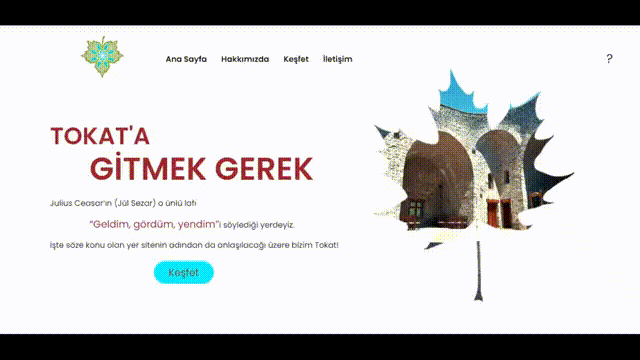 Ana Sayfa Hakkımızda Keşfet İletişim ?
TOKAT'A
GİTMEK GEREK
Julius Ceasar'ın (Jül Sezar) o ünlü lafı
“Geldim, gördüm, yendim”i söylediği yerdeyiz.
İşte söze konu olan yer sitenin adından da anlaşılacağı üzere bizim Tokat!
Keşfet